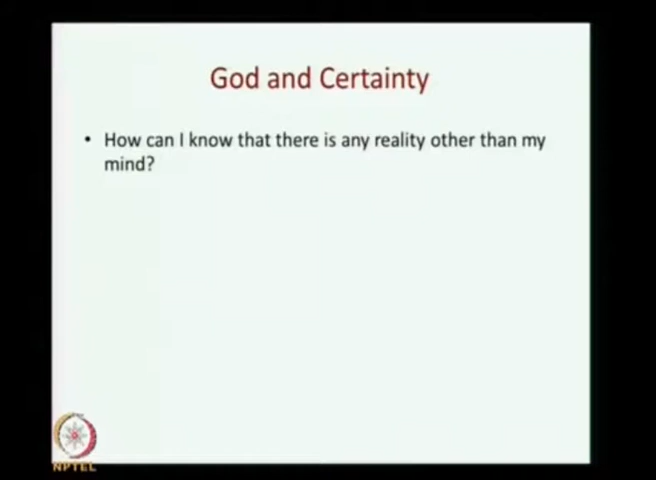 God and Certainty
• How can I know that there is any reality other than my
mind?
NPTEL